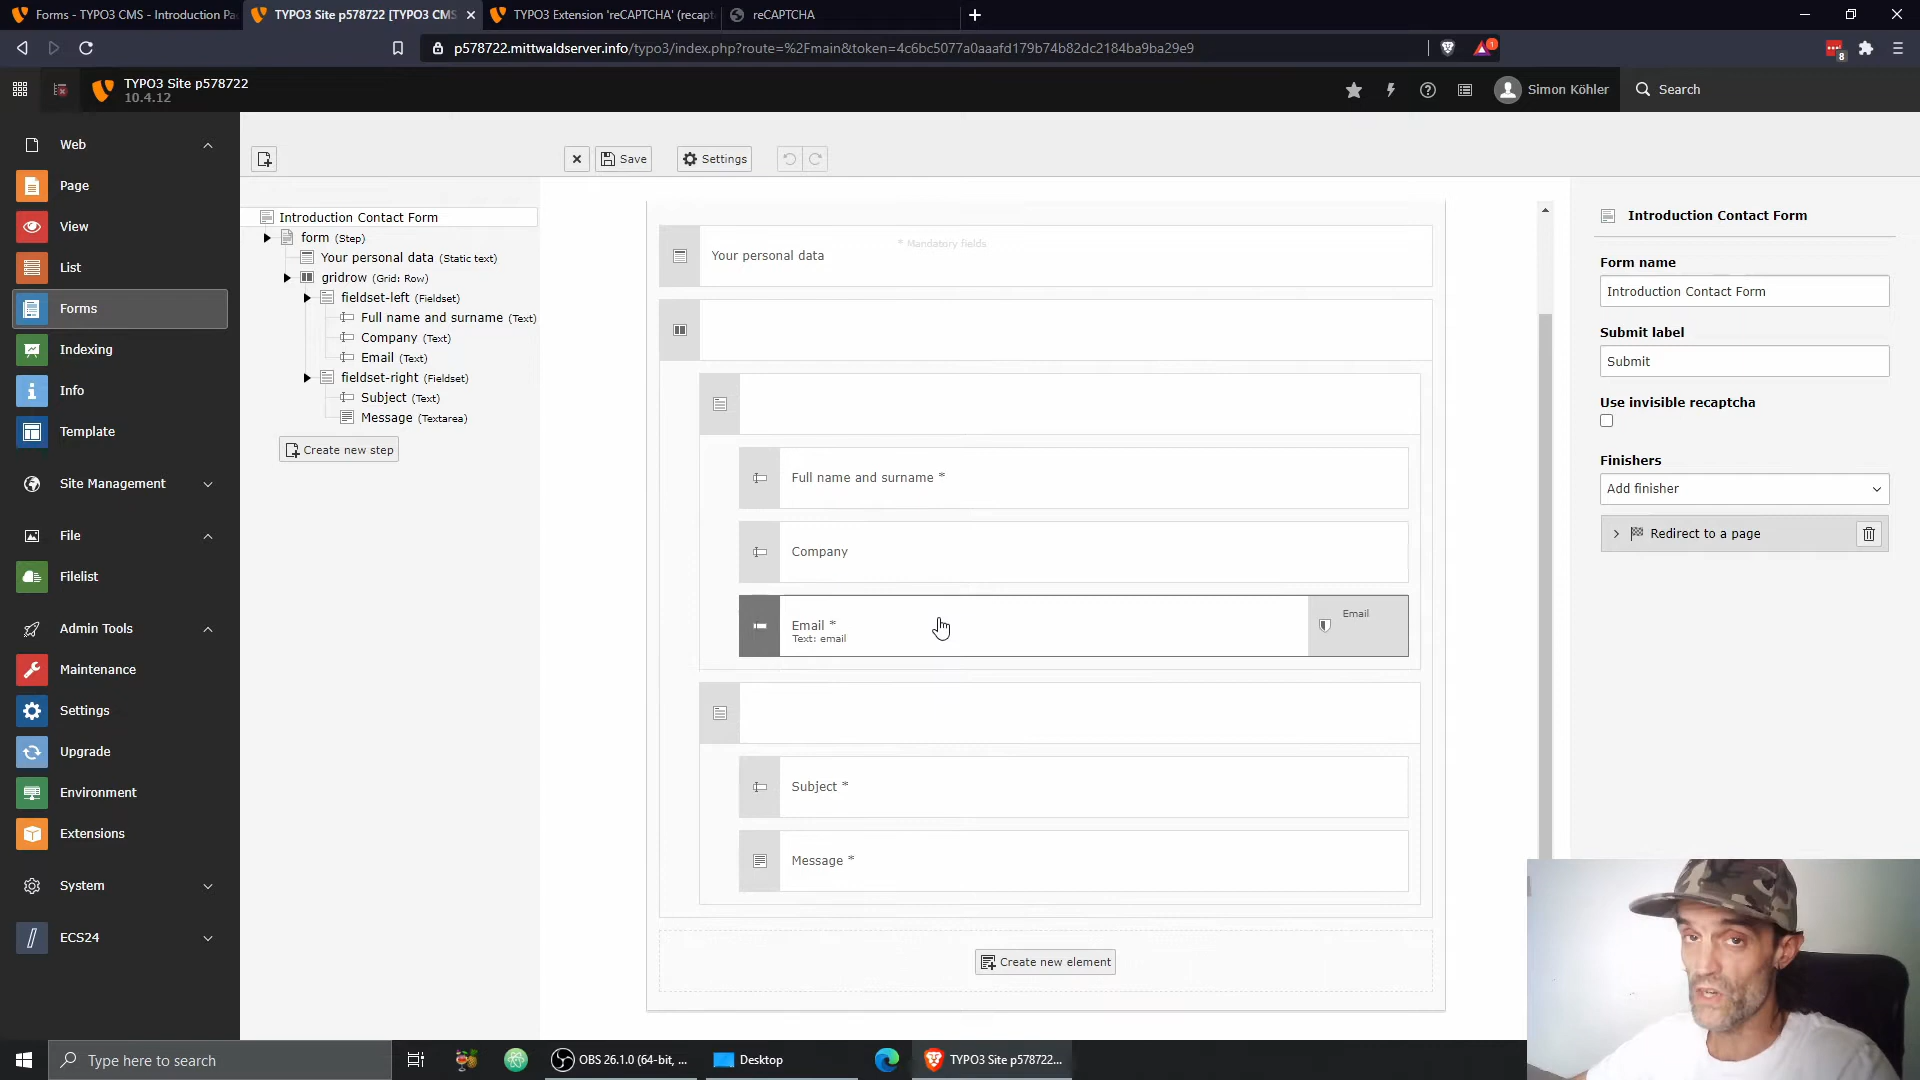 Forms - TYPO3 CMS - Introduction Pa
TYPO3 Site p578722 [TYPO3 CMS
TYPO3 Extension 'reCAPTCHA' (recapt
reCAPTCHA
p578722.mittwaldserver.info/typo3/index.php?route=%2Fmain&token=4c6bc5077a0aaafd179b74b82dc2184ba9ba29e9
1
8
TYPO3 Site p578722
10.4.12
Simon Köhler
Search
Web
Page
View
List
Forms
Indexing
Info
Template
Site Management
File
Filelist
Admin Tools
Maintenance
Settings
Upgrade
Environment
Extensions
System
ECS24
Save
Settings
Introduction Contact Form
form (Step)
Your personal data (Static text)
gridrow (Grid: Row)
fieldset-left (Fieldset)
Full name and surname (Text)
Company (Text)
Email (Text)
fieldset-right (Fieldset)
Subject (Text)
Message (Textarea)
Create new step
Your personal data
* Mandatory fields
Full name and surname *
Company
Email *
Text: email
Email
Subject *
Message *
Create new element
Introduction Contact Form
Form name
Introduction Contact Form
Submit label
Submit
Use invisible recaptcha
Finishers
Add finisher
Redirect to a page
Type here to search
OBS 26.1.0 (64-bit, ...
Desktop
TYPO3 Site p578722...